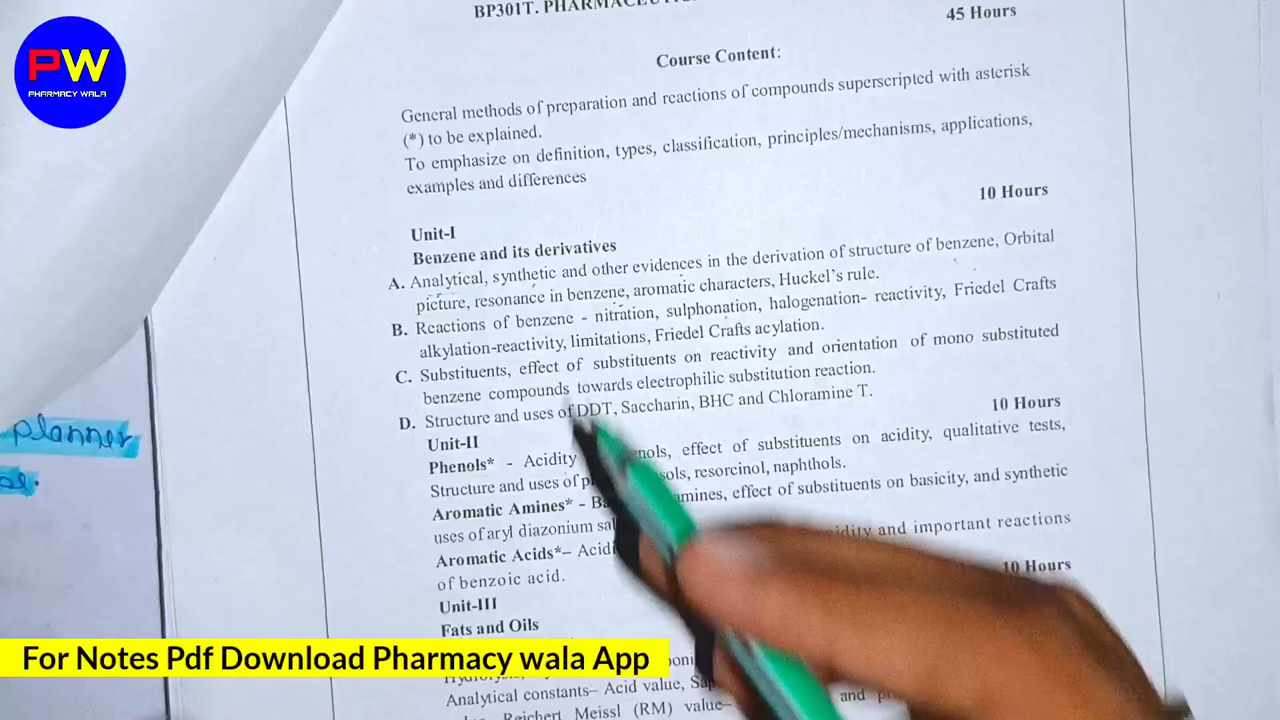 PW
PHARMACY WALA
BP301T. PHARMACEUTI
45 Hours
Course Content:
General methods of preparation and reactions of compounds superscripted with asterisk
(*) to be explained.
To emphasize on definition, types, classification, principles/mechanisms, applications,
examples and differences
10 Hours
Unit-I
Benzene and its derivatives
A. Analytical, synthetic and other evidences in the derivation of structure of benzene, Orbital
picture, resonance in benzene, aromatic characters, Huckel's rule.
B. Reactions of benzene - nitration, sulphonation, halogenation- reactivity, Friedel Crafts
alkylation-reactivity, limitations, Friedel Crafts acylation.
C. Substituents, effect of substituents on reactivity and orientation of mono substituted
benzene compounds towards electrophilic substitution reaction.
D. Structure and uses of DDT, Saccharin, BHC and Chloramine T.
10 Hours
Unit-II
Phenols* - Acidity nols, effect of substituents on acidity, qualitative tests,
Structure and uses of sols, resorcinol, naphthols.
Aromatic Amines* - amines, effect of substituents on basicity, and synthetic
uses of aryl diazonium
Aromatic Acids*– and important reactions
of benzoic acid.
10 Hours
Unit-III
Fats and Oils
Analytical constants– Acid value, and
Reichert Meissl (RM) value–
planner
For Notes Pdf Download Pharmacy wala App